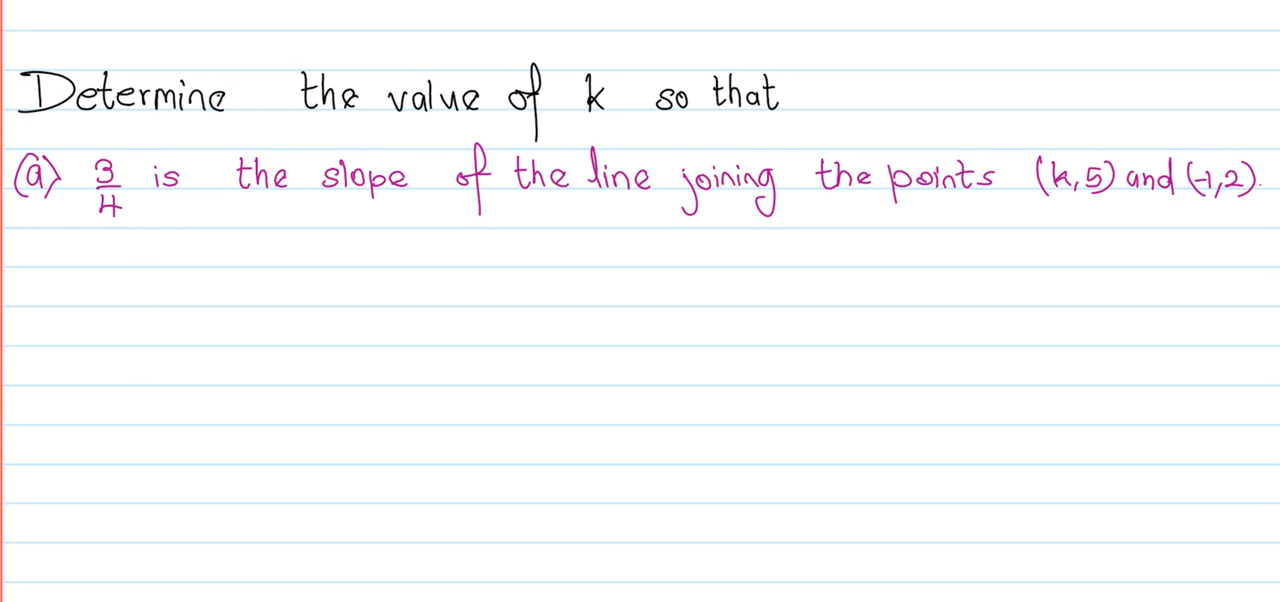 Determine the value of k so that
(a) 3/4 is the slope of the line joining the points (k,5) and (-1,2).